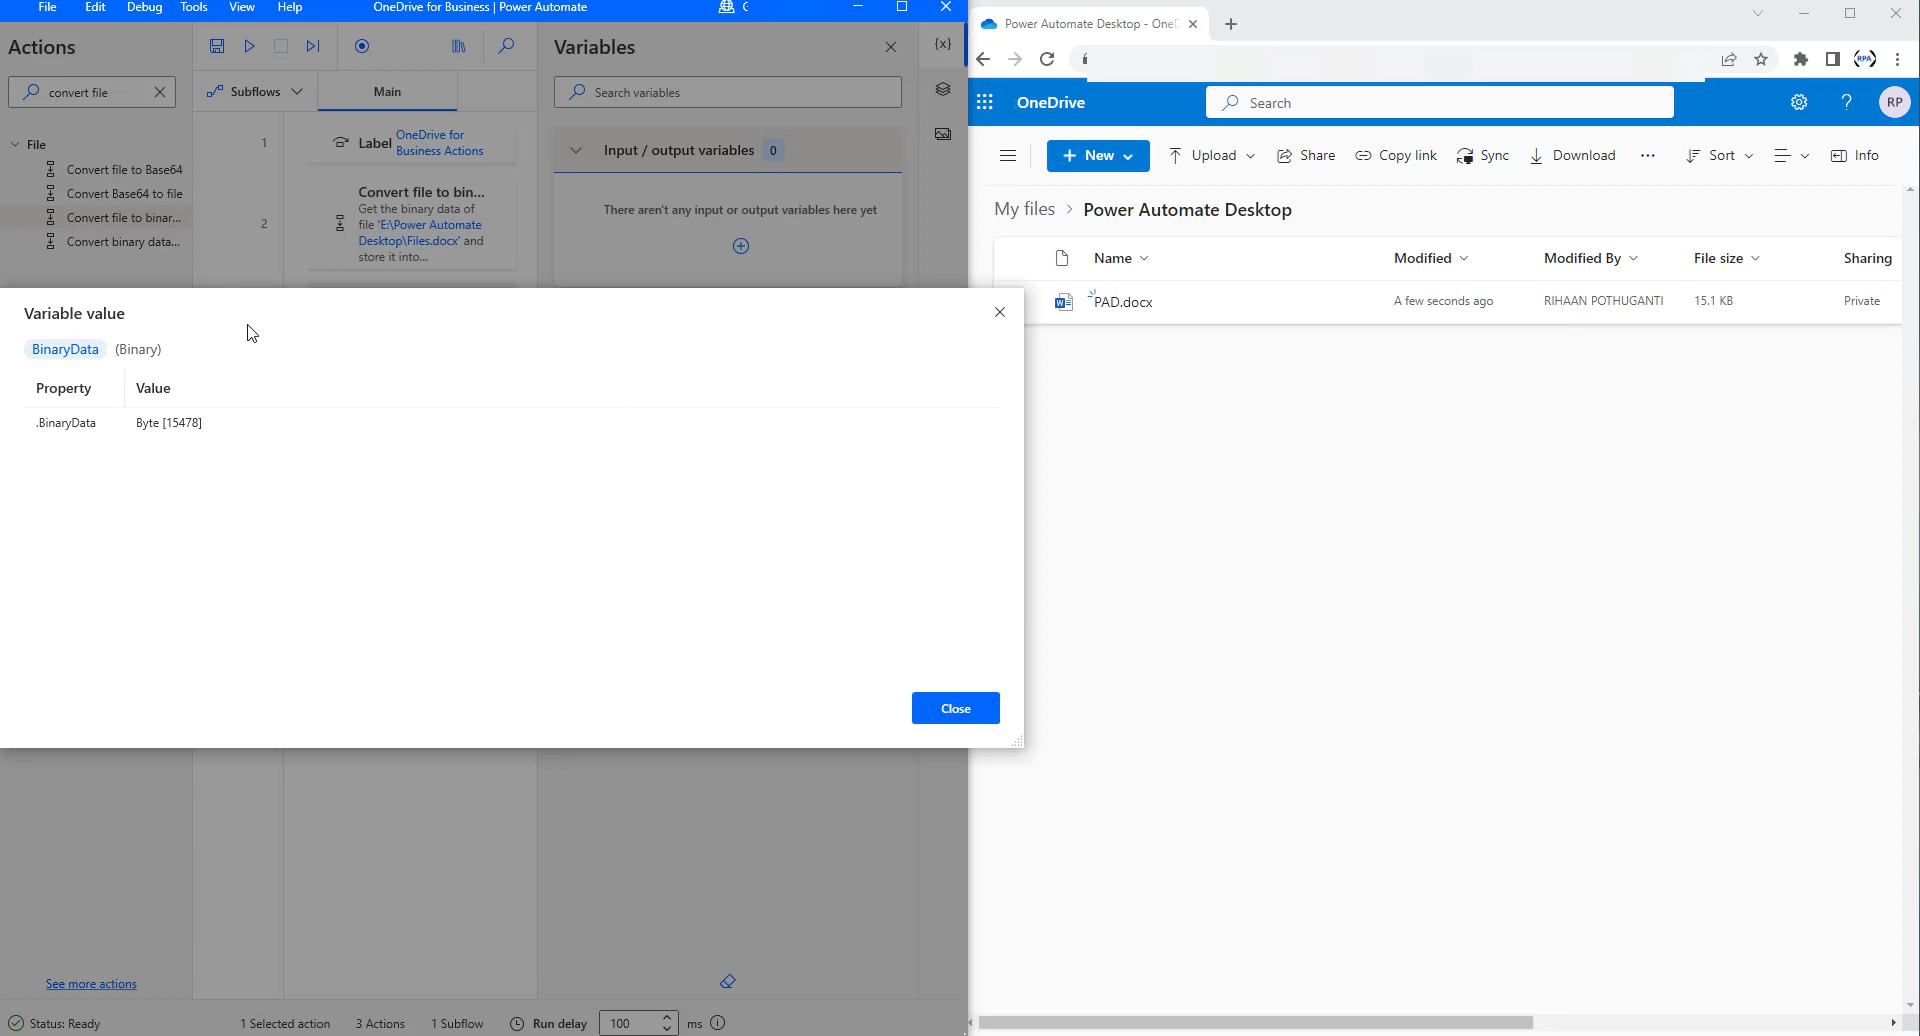 File Edit Debug Tools View Help OneDrive for Business | Power Automate
Actions
convert file
File
Convert file to Base64
Convert Base64 to file
Convert file to binar...
Convert binary data...
See more actions
Subflows
Main
1
Label OneDrive for
Business Actions
2
Convert file to bin...
Get the binary data of
file 'E:\Power Automate
Desktop\Files.docx' and
store it into...
Variables
{x}
Search variables
Input / output variables 0
There aren't any input or output variables here yet
Variable value
BinaryData (Binary)
Property Value
.BinaryData Byte [15478]
Close
Status: Ready 1 Selected action 3 Actions 1 Subflow Run delay 100 ms
Power Automate Desktop - One
RPA
OneDrive
Search
? RP
New Upload Share Copy link Sync Download ... Sort Info
My files > Power Automate Desktop
Name Modified Modified By File size Sharing
PAD.docx A few seconds ago RIHAAN POTHUGANTI 15.1 KB Private